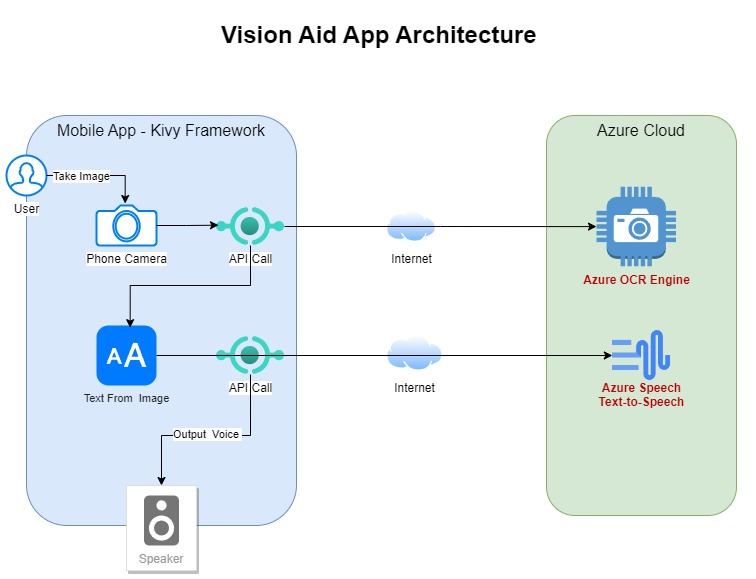 Vision Aid App Architecture
Mobile App - Kivy Framework
Azure Cloud
Take Image
User
Phone Camera
API Call
Internet
Azure OCR Engine
AA
Text From Image
API Call
Internet
Azure Speech
Text-to-Speech
Output Voice
Speaker